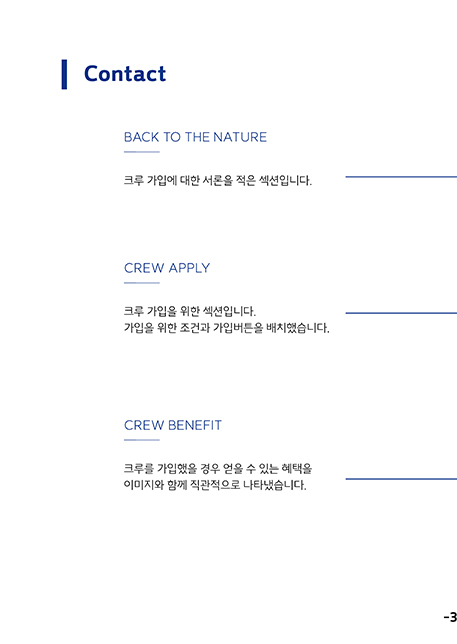 Contact
BACK TO THE NATURE
크루 가입에 대한 서론을 적은 섹션입니다.
CREW APPLY
크루 가입을 위한 섹션입니다.
가입을 위한 조건과 가입버튼을 배치했습니다.
CREW BENEFIT
크루를 가입했을 경우 얻을 수 있는 혜택을
이미지와 함께 직관적으로 나타냈습니다.
-3